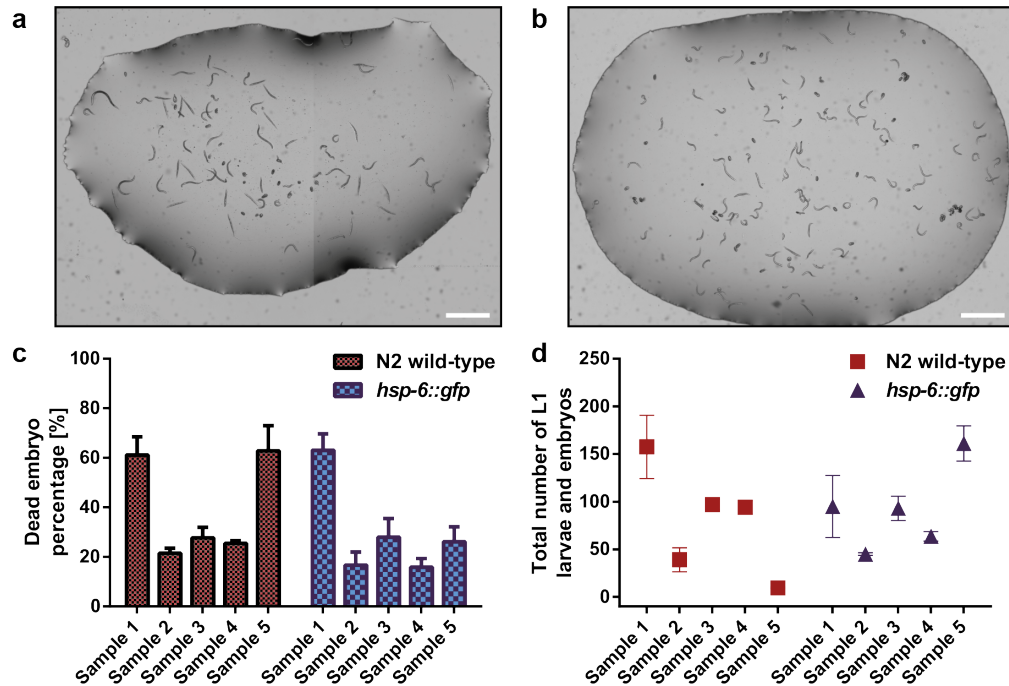 a
b
c
100
80
60
40
20
0
Dead embryo
percentage [%]
N2 wild-type
hsp-6::gfp
Sample 1
Sample 2
Sample 3
Sample 4
Sample 5
Sample 1
Sample 2
Sample 3
Sample 4
Sample 5
d
250
200
150
100
50
0
Total number of L1
larvae and embryos
N2 wild-type
hsp-6::gfp
Sample 1
Sample 2
Sample 3
Sample 4
Sample 5
Sample 1
Sample 2
Sample 3
Sample 4
Sample 5